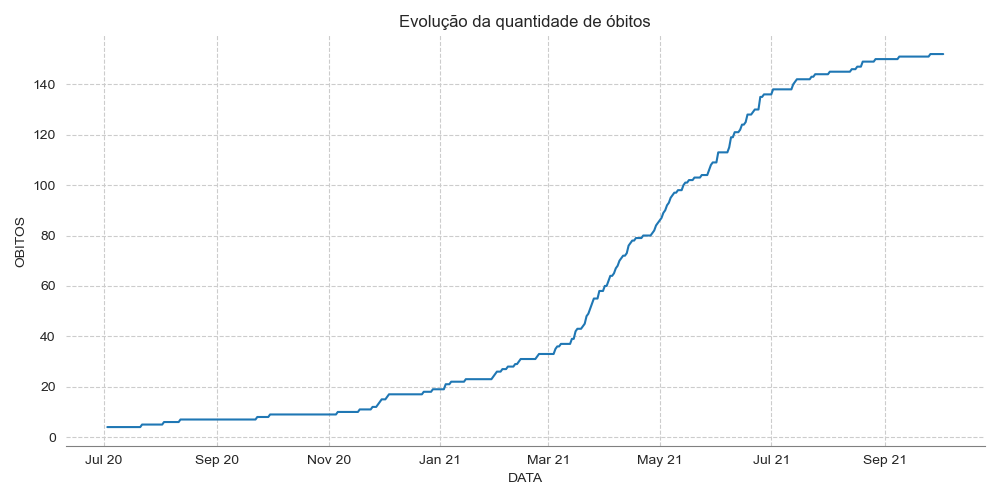 Evolução da quantidade de óbitos
OBITOS
140
120
100
80
60
40
20
0
Jul 20 Sep 20 Nov 20 Jan 21 Mar 21 May 21 Jul 21 Sep 21
DATA